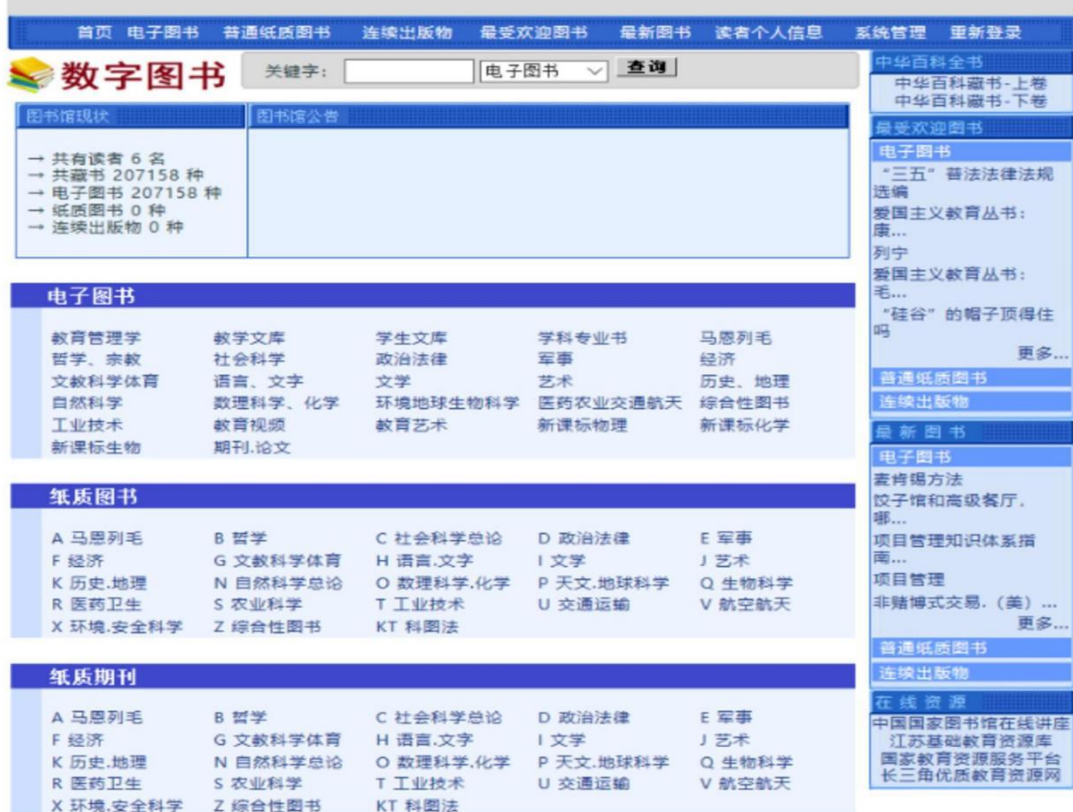 首页 电子图书 普通纸质图书 连续出版物 最受欢迎图书 最新图书 读者个人信息 系统管理 重新登录
数字图书 关键字： 电子图书 查询
图书馆现状 图书馆公告
→ 共有读者 6 名
→ 共藏书 207158 种
→ 电子图书 207158 种
→ 纸质图书 0 种
→ 连续出版物 0 种
电子图书
教育管理学 教学文库 学生文库 学科专业书 马恩列毛
哲学、宗教 社会科学 政治法律 军事 经济
文教科学体育 语言、文字 文学 艺术 历史、地理
自然科学 数理科学、化学 环境地球生物科学 医药农业交通航天 综合性图书
工业技术 教育视频 教育艺术 新课标物理 新课标化学
新课标生物 期刊.论文
纸质图书
A 马恩列毛 B 哲学 C 社会科学总论 D 政治法律 E 军事
F 经济 G 文教科学体育 H 语言.文字 I 文学 J 艺术
K 历史.地理 N 自然科学总论 O 数理科学.化学 P 天文.地球科学 Q 生物科学
R 医药卫生 S 农业科学 T 工业技术 U 交通运输 V 航空航天
X 环境.安全科学 Z 综合性图书 KT 科图法
纸质期刊
A 马恩列毛 B 哲学 C 社会科学总论 D 政治法律 E 军事
F 经济 G 文教科学体育 H 语言.文字 I 文学 J 艺术
K 历史.地理 N 自然科学总论 O 数理科学.化学 P 天文.地球科学 Q 生物科学
R 医药卫生 S 农业科学 T 工业技术 U 交通运输 V 航空航天
X 环境.安全科学 Z 综合性图书 KT 科图法
中华百科全书
中华百科藏书-上卷
中华百科藏书-下卷
最受欢迎图书
电子图书
“三五”普法法律法规
选编
爱国主义教育丛书：
康...
列宁
爱国主义教育丛书：
毛...
“硅谷”的帽子顶得住
吗
更多...
普通纸质图书
连续出版物
最新图书
电子图书
麦肯锡方法
饺子馆和高级餐厅，
哪...
项目管理知识体系指
南...
项目管理
非赌博式交易．（美）...
更多...
普通纸质图书
连续出版物
在线资源
中国国家图书馆在线讲座
江苏基础教育资源库
国家教育资源服务平台
长三角优质教育资源网